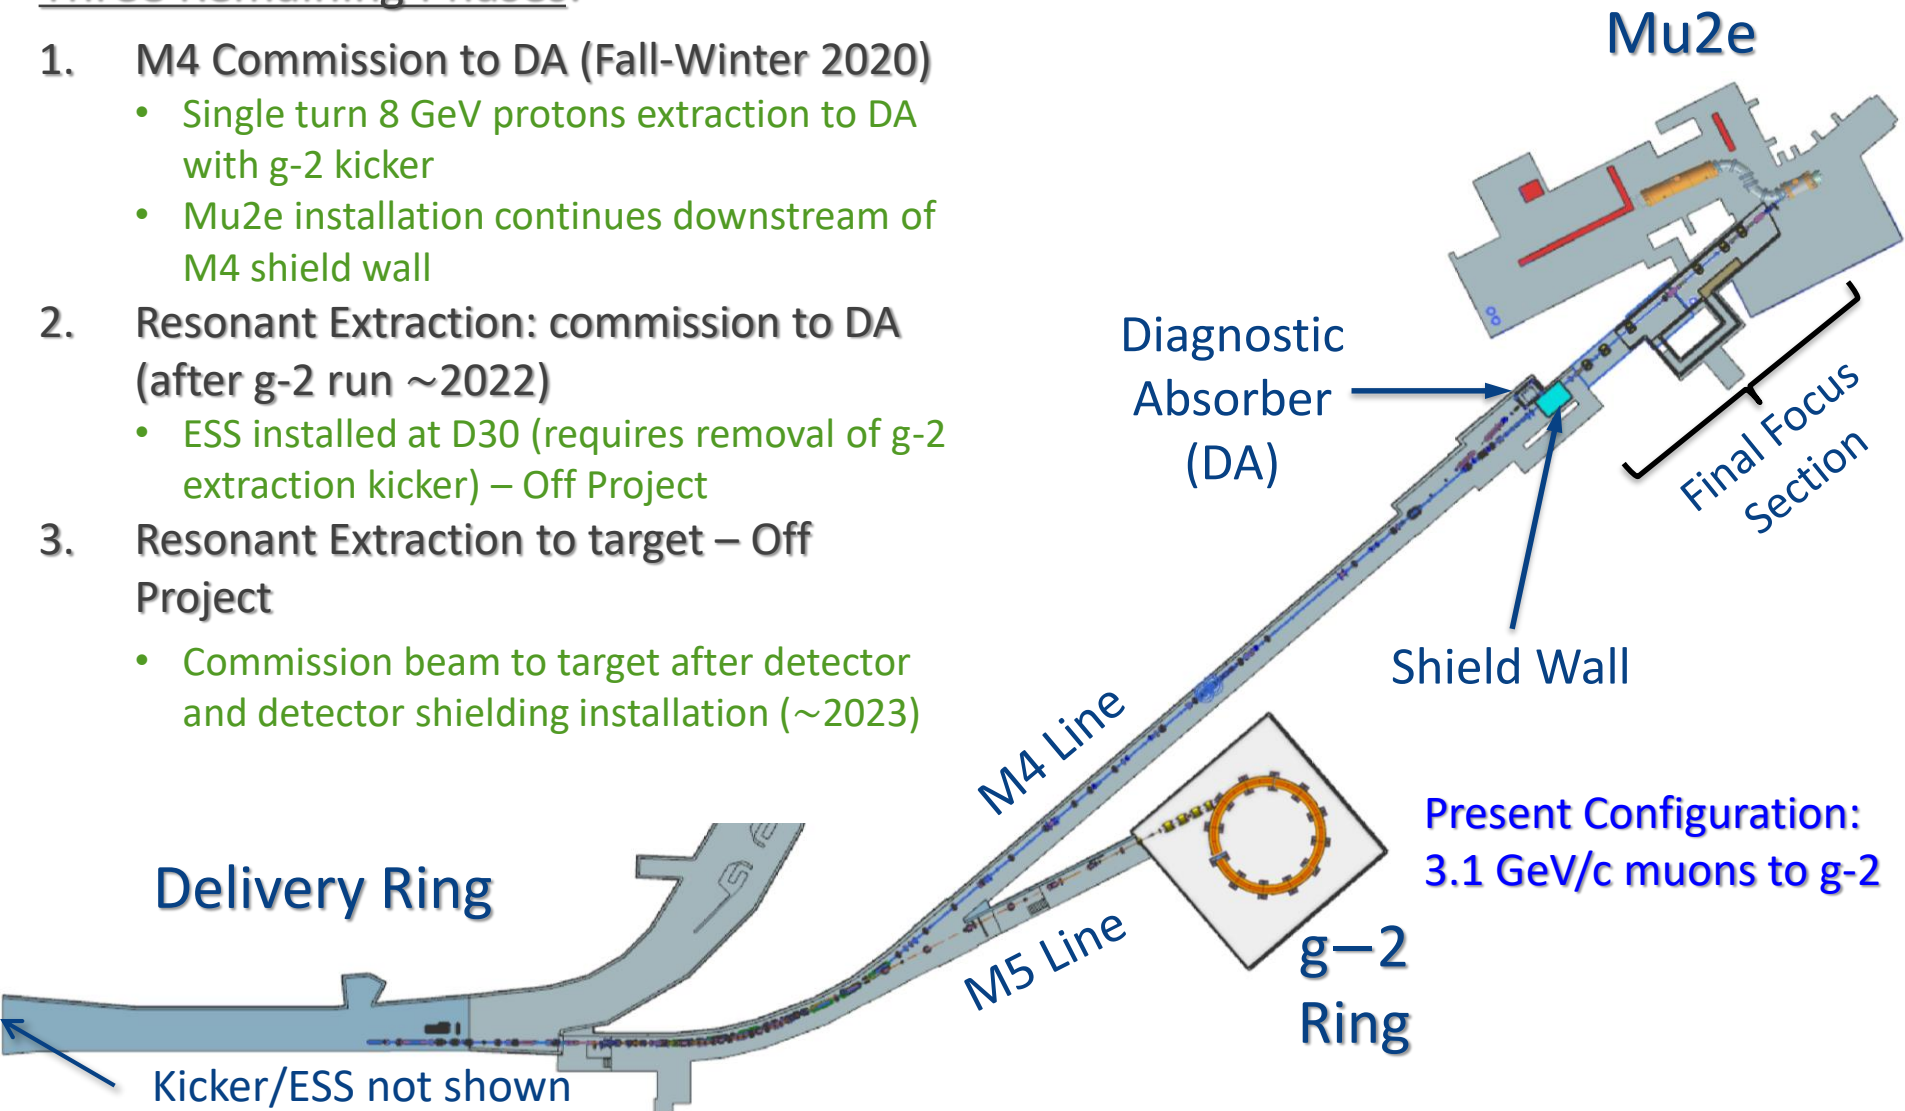 Three Remaining Phases:
1. M4 Commission to DA (Fall-Winter 2020)
• Single turn 8 GeV protons extraction to DA
with g-2 kicker
• Mu2e installation continues downstream of
M4 shield wall
2. Resonant Extraction: commission to DA
(after g-2 run ~2022)
• ESS installed at D30 (requires removal of g-2
extraction kicker) – Off Project
3. Resonant Extraction to target – Off
Project
• Commission beam to target after detector
and detector shielding installation (~2023)
Mu2e
Diagnostic
Absorber
(DA)
Final Focus
Section
Shield Wall
M4 Line
Present Configuration:
3.1 GeV/c muons to g-2
Delivery Ring
M5 Line
g—2
Ring
Kicker/ESS not shown